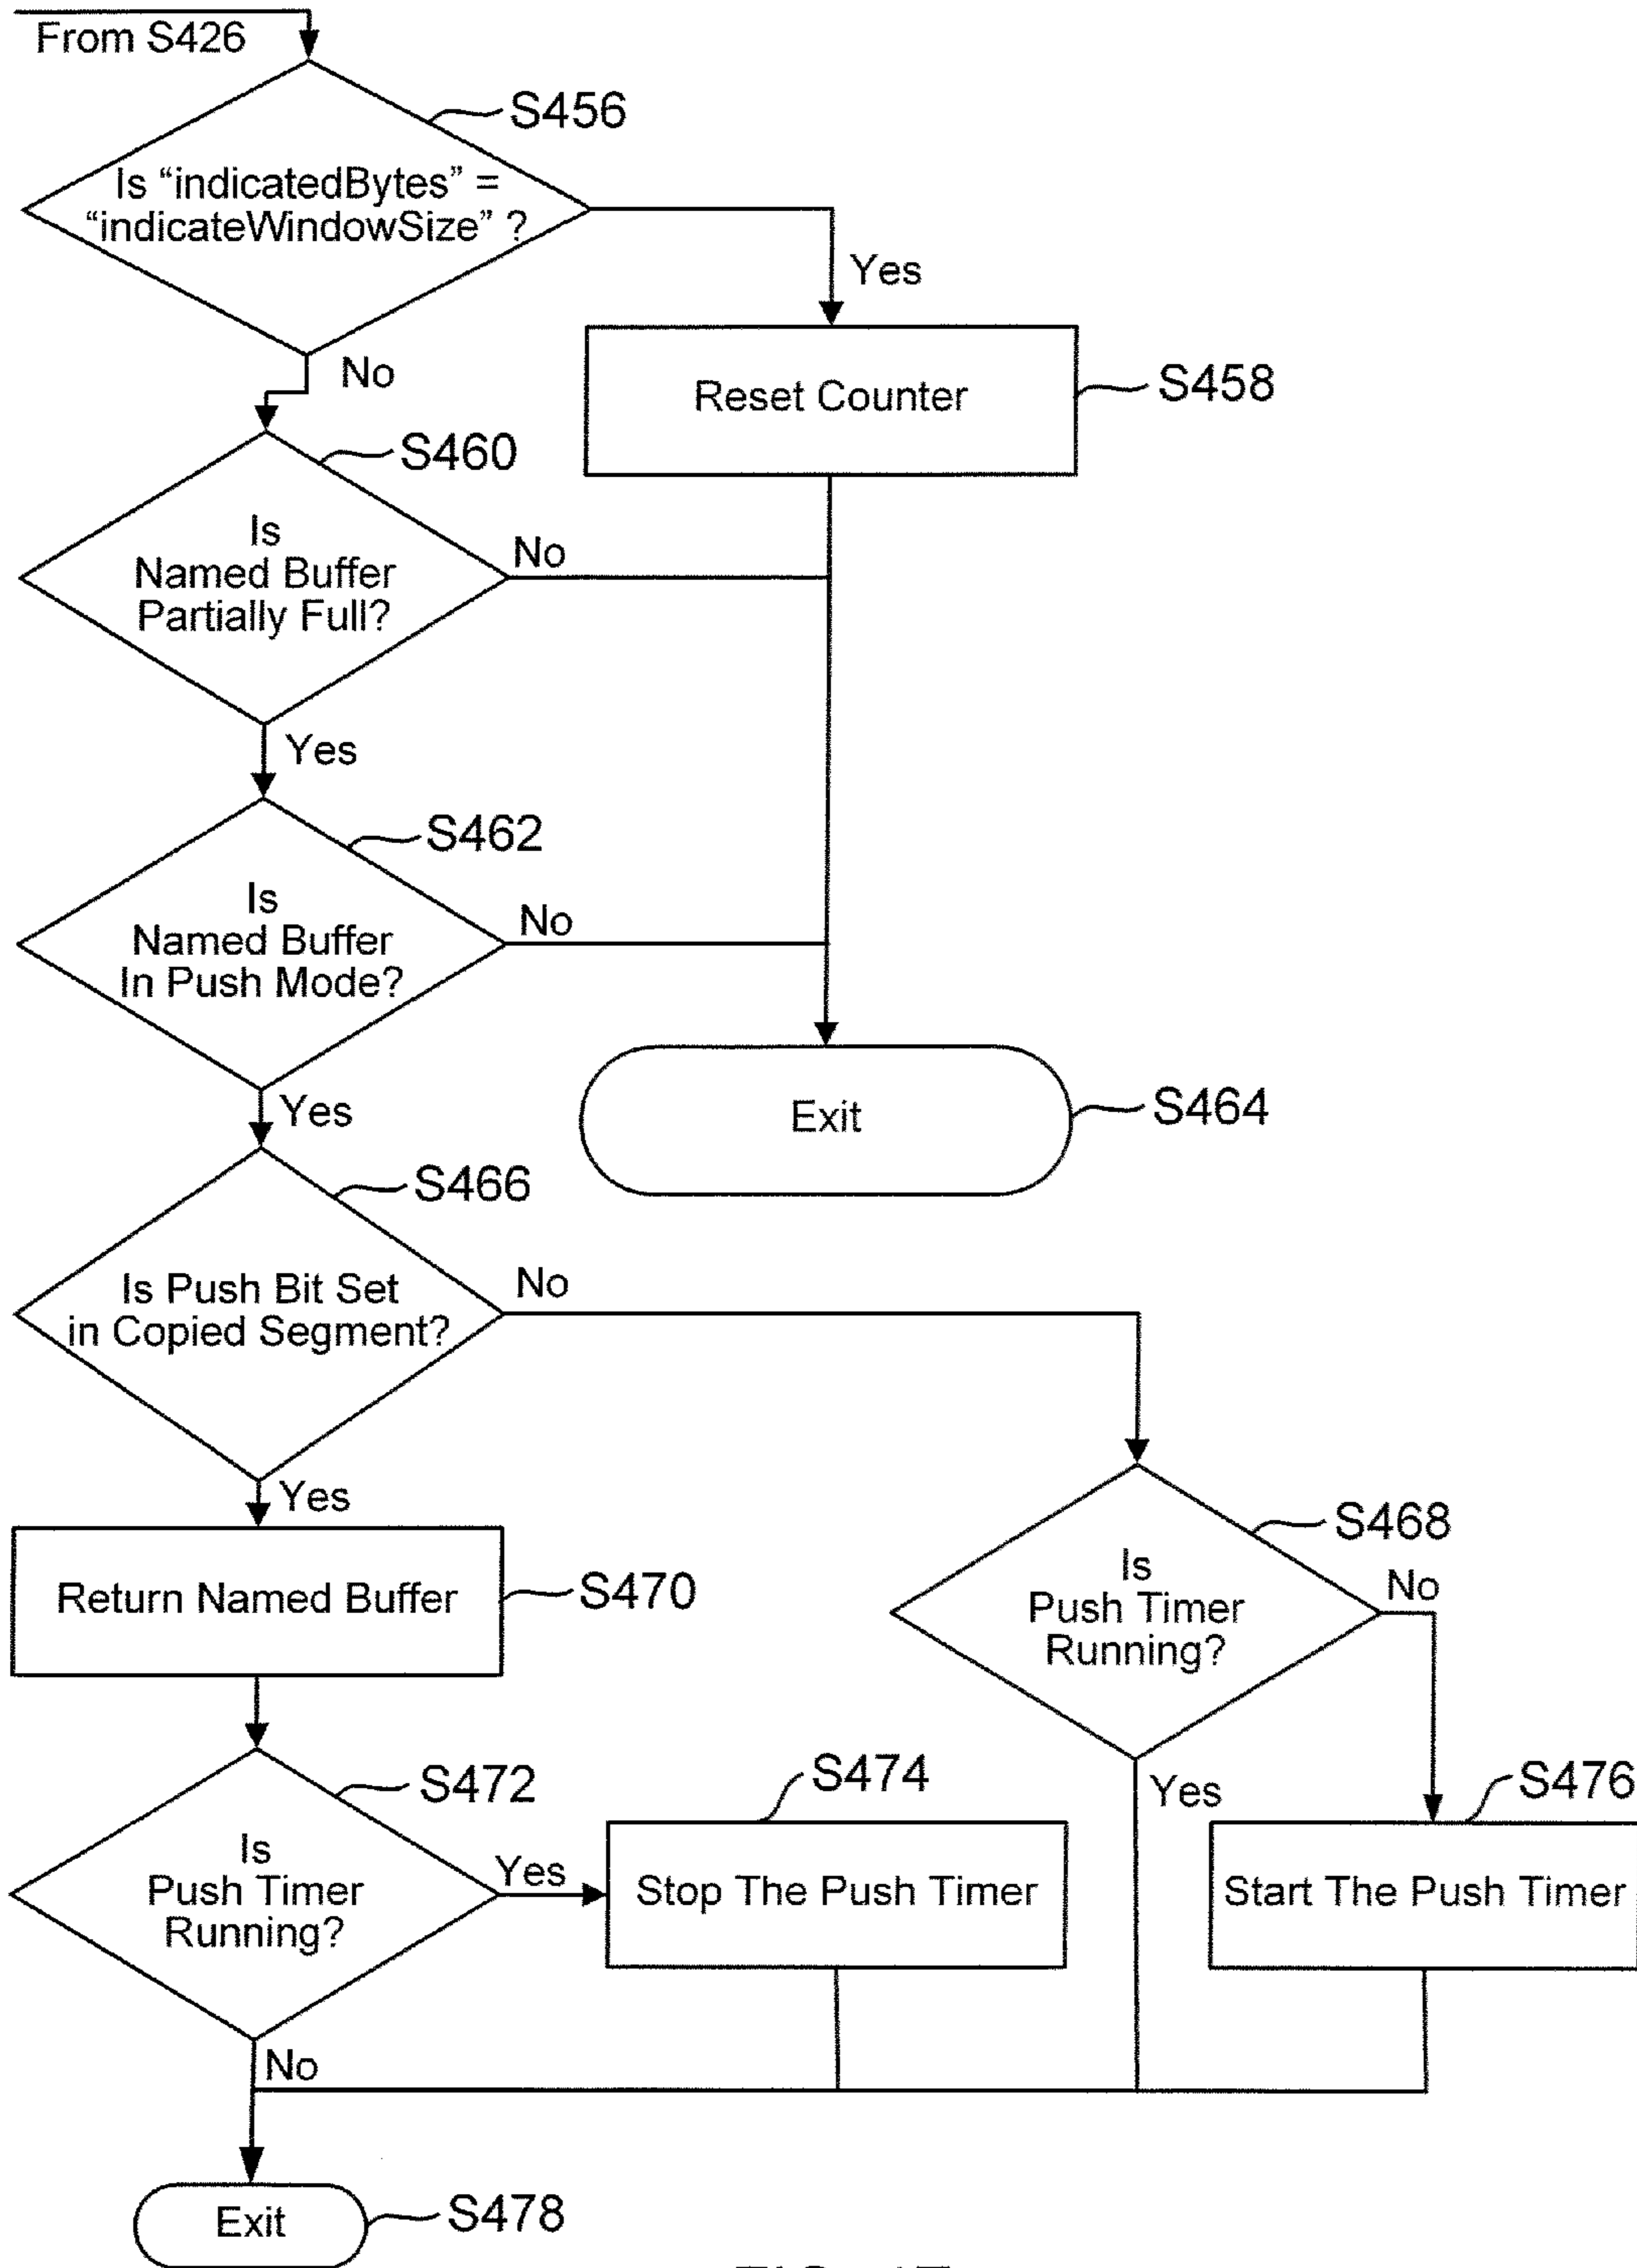 From S426
S456
Is “indicatedBytes” =
“indicateWindowSize” ?
Yes
No
Reset Counter
S458
S460
Is
Named Buffer
Partially Full?
No
Yes
S462
Is
Named Buffer
In Push Mode?
No
Yes
Exit
S464
S466
Is Push Bit Set
in Copied Segment?
No
Yes
S468
Is
Push Timer
Running?
No
Return Named Buffer
S470
S472
Is
Push Timer
Running?
Yes
S474
Stop The Push Timer
Yes
S476
Start The Push Timer
No
Exit
S478